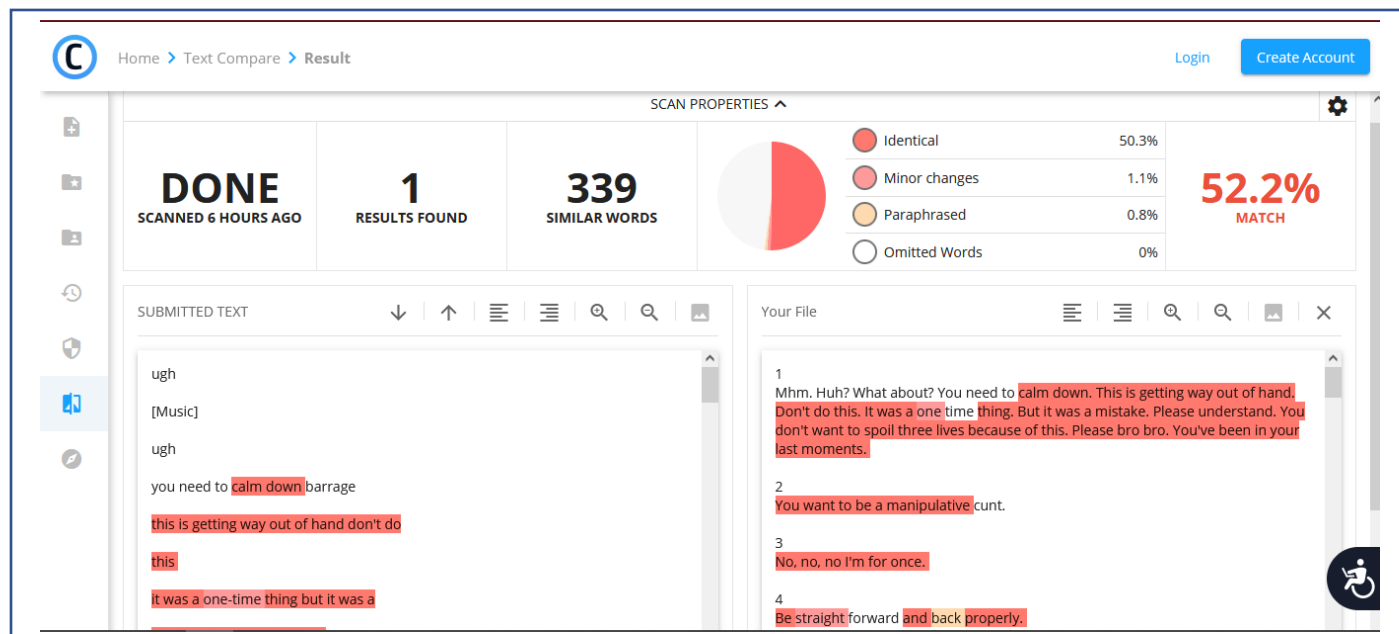 C Home > Text Compare > Result
Login
Create Account
SCAN PROPERTIES
DONE
SCANNED 6 HOURS AGO
1
RESULTS FOUND
339
SIMILAR WORDS
Identical 50.3%
Minor changes 1.1%
Paraphrased 0.8%
Omitted Words 0%
52.2%
MATCH
SUBMITTED TEXT
ugh
[Music]
ugh
you need to calm down barrage
this is getting way out of hand don't do
this
it was a one-time thing but it was a
Your File
1
Mhm. Huh? What about? You need to calm down. This is getting way out of hand.
Don't do this. It was a one time thing. But it was a mistake. Please understand. You
don't want to spoil three lives because of this. Please bro bro. You've been in your
last moments.
2
You want to be a manipulative cunt.
3
No, no, no I'm for once.
4
Be straight forward and back properly.